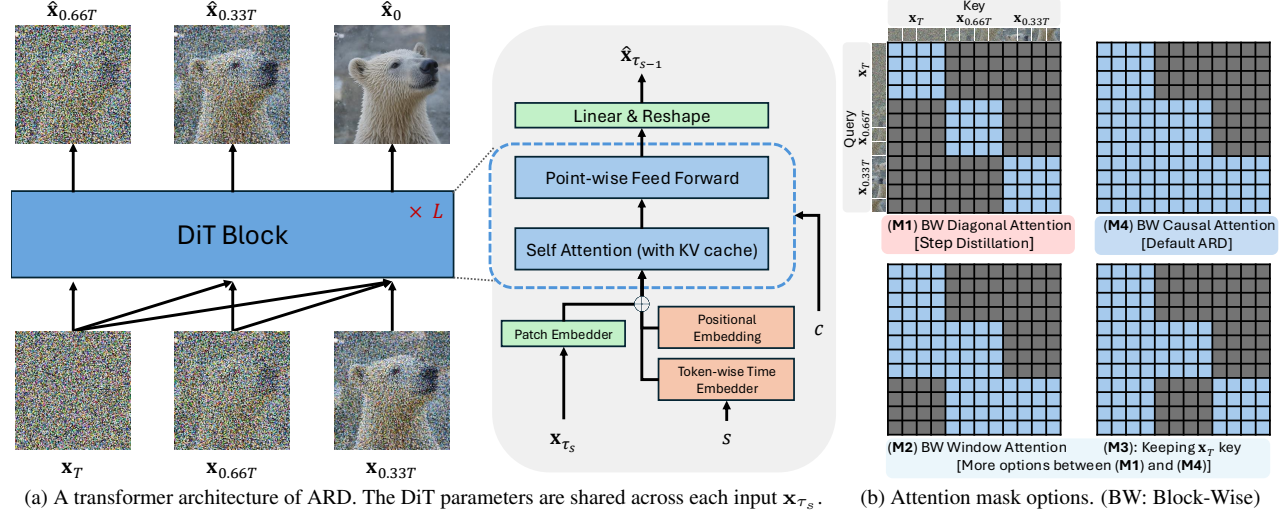 x̂_{0.66T} x̂_{0.33T} x̂_0
× L
DiT Block
x_T x_{0.66T} x_{0.33T}
x̂_{τ_{s−1}}
Linear & Reshape
Point-wise Feed Forward
Self Attention (with KV cache)
Patch Embedder
Positional
Embedding
Token-wise Time
Embedder
c
x_{τ_s}
s
Key
x_T x_{0.66T} x_{0.33T}
Query
x_T
x_{0.66T}
x_{0.33T}
(M1) BW Diagonal Attention
[Step Distillation]
(M4) BW Causal Attention
[Default ARD]
(M2) BW Window Attention
(M3): Keeping x_T key
[More options between (M1) and (M4)]
(a) A transformer architecture of ARD. The DiT parameters are shared across each input x_{τ_s}.
(b) Attention mask options. (BW: Block-Wise)